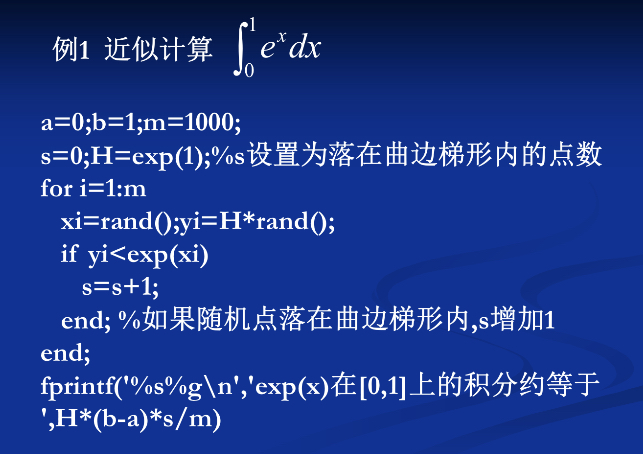 例1 近似计算 ∫₀¹ eˣdx
a=0;b=1;m=1000;
s=0;H=exp(1);%s设置为落在曲边梯形内的点数
for i=1:m
xi=rand();yi=H*rand();
if yi<exp(xi)
s=s+1;
end; %如果随机点落在曲边梯形内,s增加1
end;
fprintf('%s%g\n','exp(x)在[0,1]上的积分约等于
',H*(b-a)*s/m)